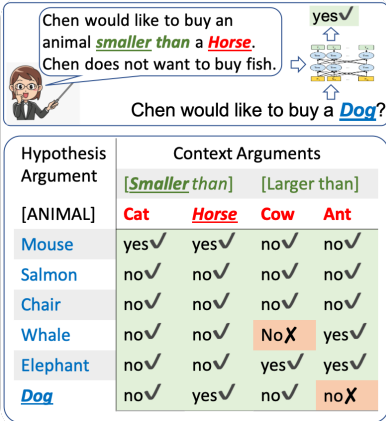 Chen would like to buy an
animal smaller than a Horse.
Chen does not want to buy fish.
yes✓
Chen would like to buy a Dog?
Hypothesis Argument
Context Arguments
[Smaller than] [Larger than]
[ANIMAL] Cat Horse Cow Ant
Mouse yes✓ yes✓ no✓ no✓
Salmon no✓ no✓ no✓ no✓
Chair no✓ no✓ no✓ no✓
Whale no✓ no✓ No✗ yes✓
Elephant no✓ no✓ yes✓ yes✓
Dog no✓ yes✓ no✓ no✗